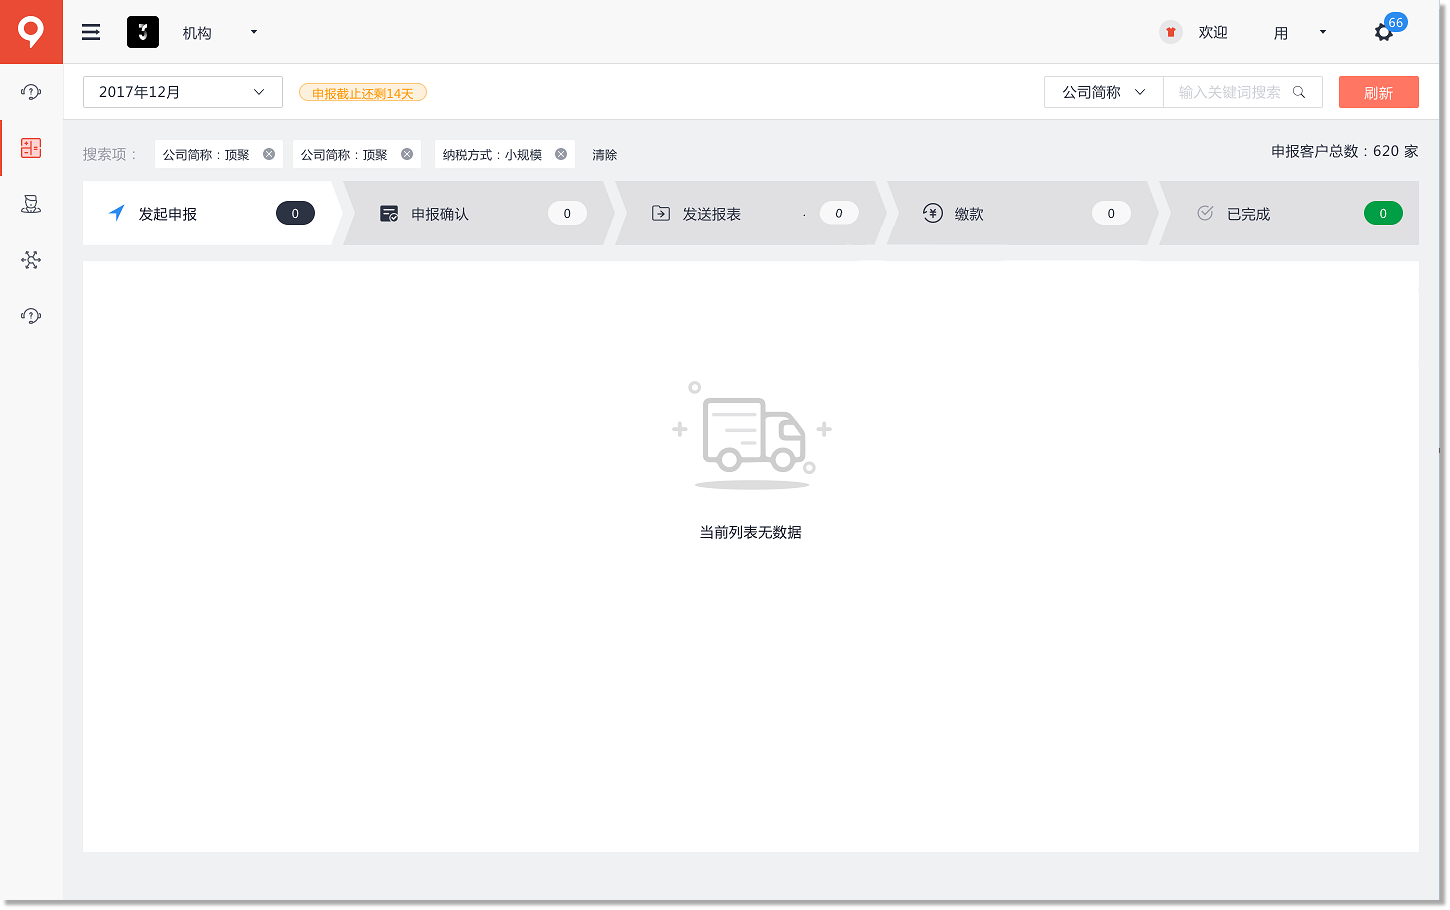 3 机构 欢迎 用 66
2017年12月 申报截止还剩14天 公司简称 输入关键词搜索 刷新
搜索项： 公司简称：顶聚 公司简称：顶聚 纳税方式：小规模 清除 申报客户总数：620 家
发起申报 0 申报确认 0 发送报表 0 缴款 0 已完成 0
当前列表无数据